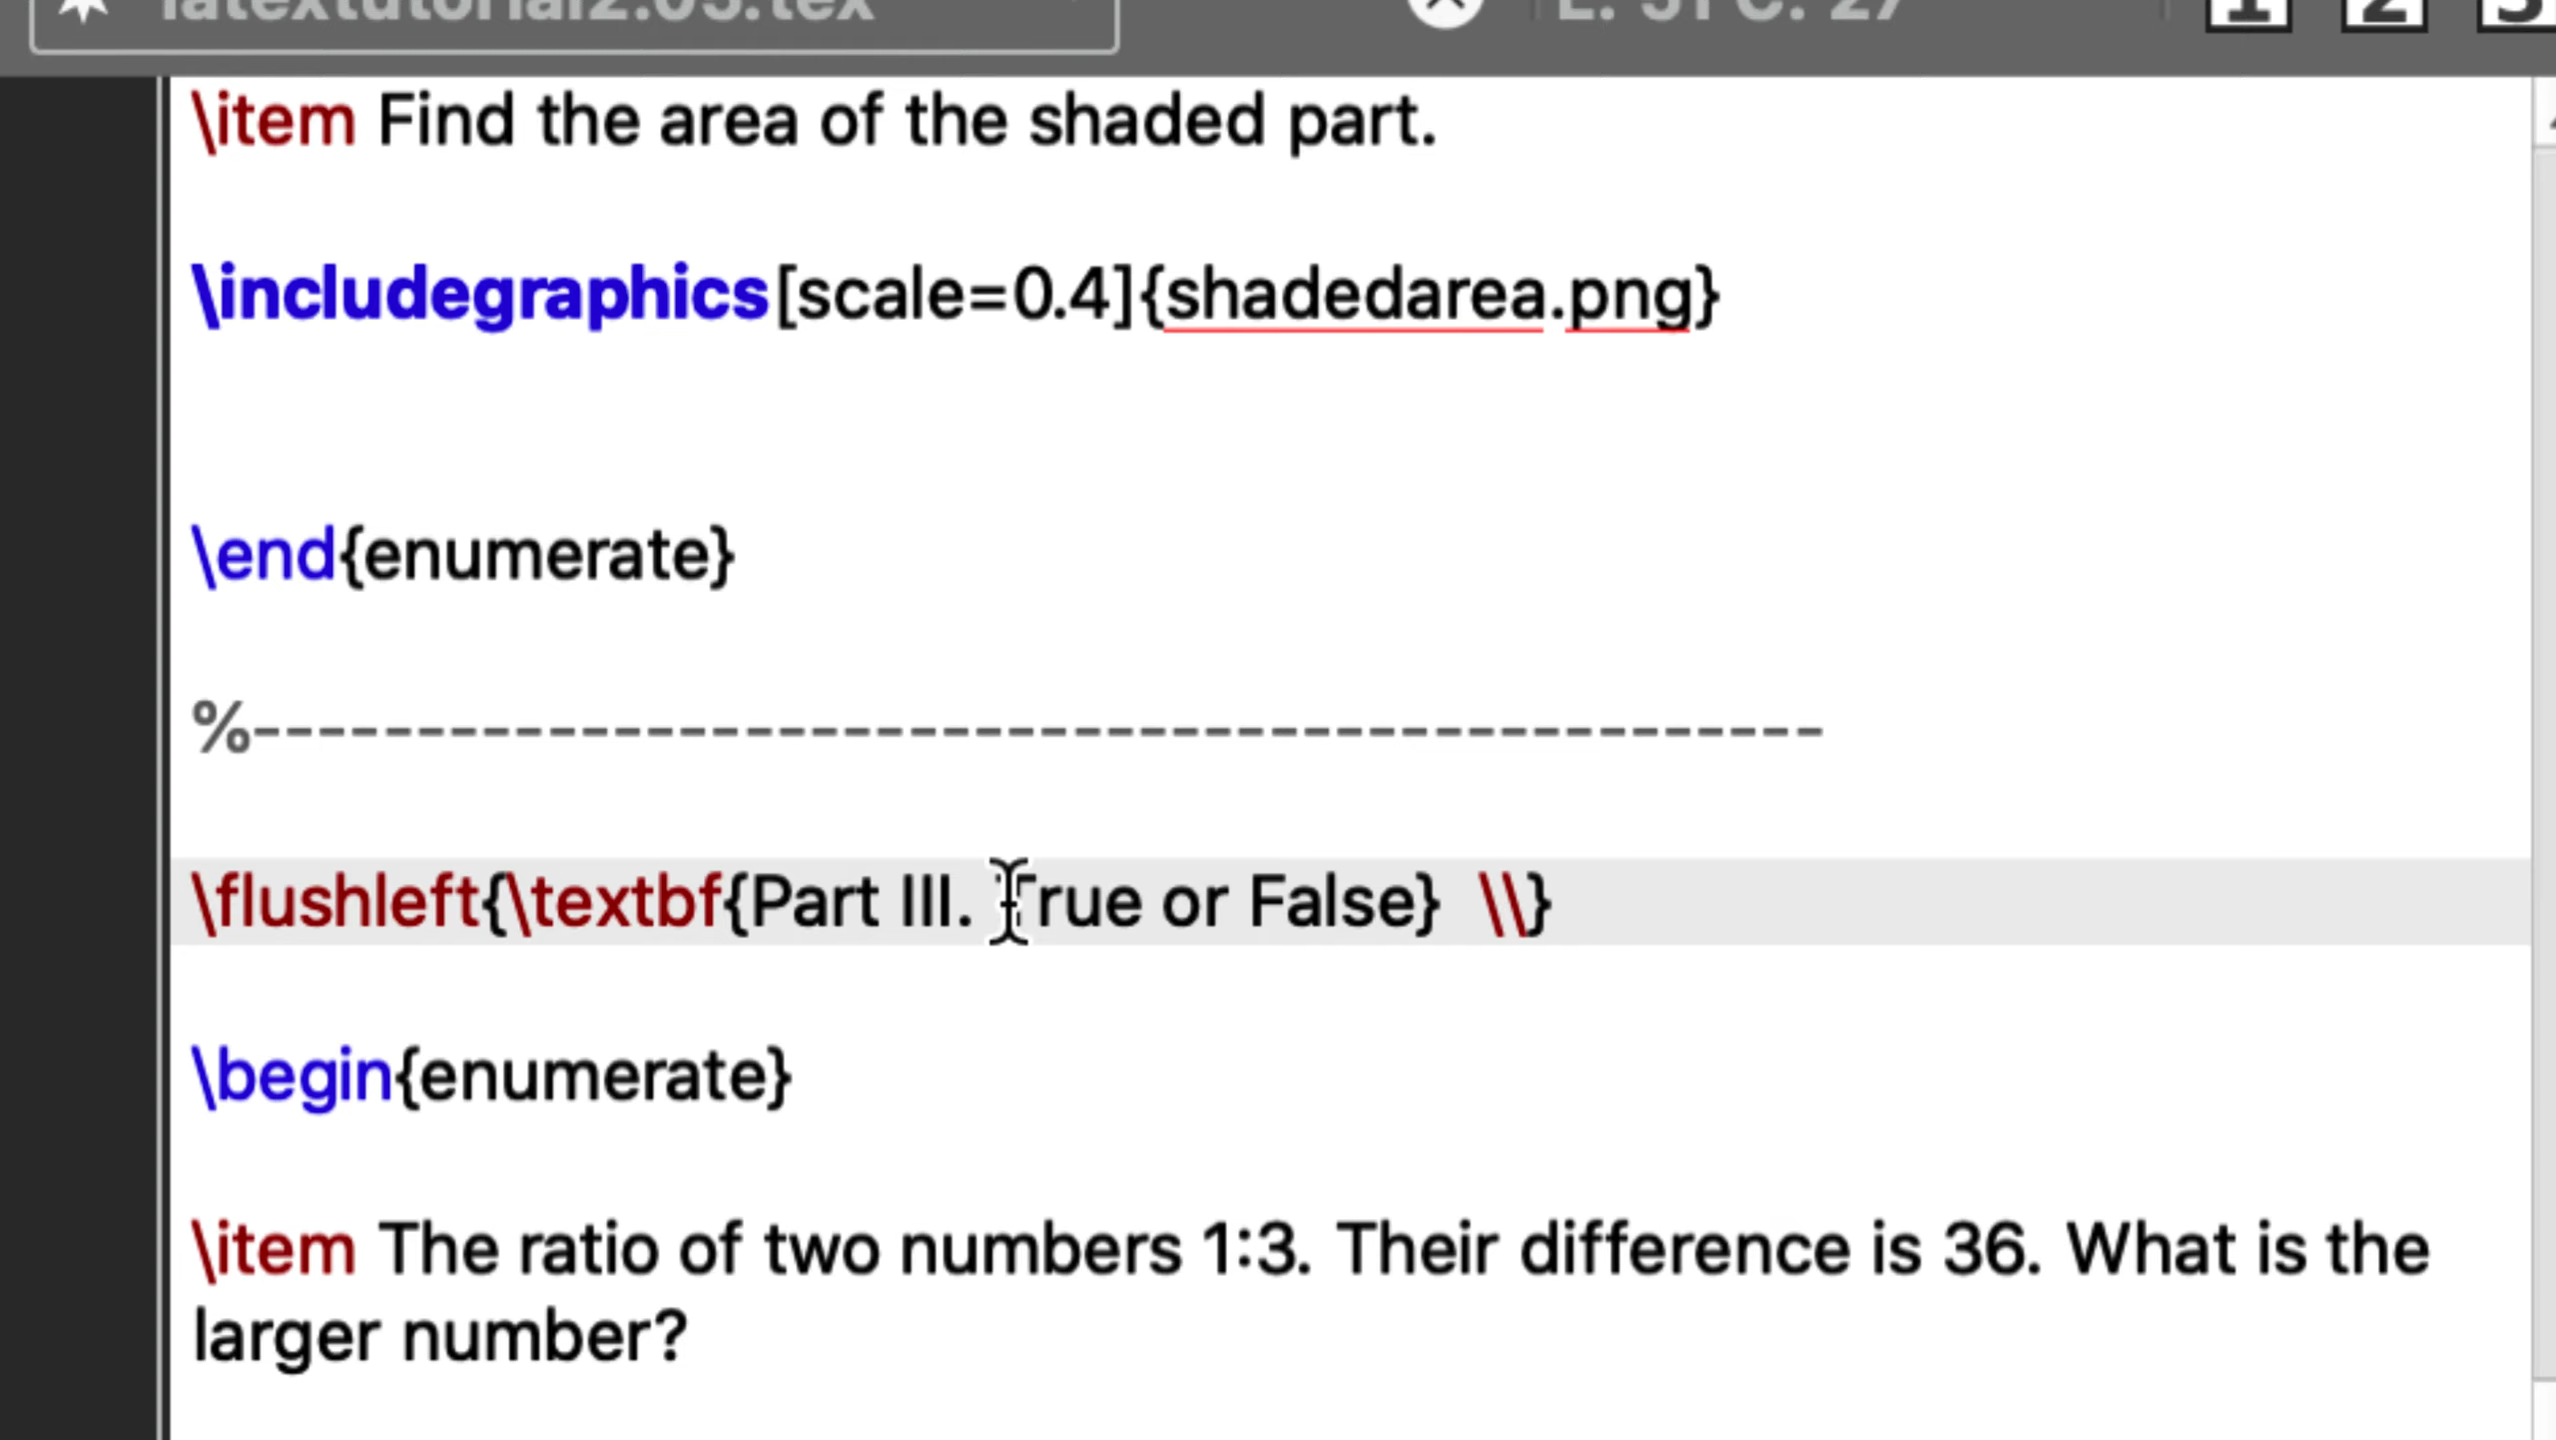 \item Find the area of the shaded part.
\includegraphics[scale=0.4]{shadedarea.png}
\end{enumerate}
%------------------------------------------------
\flushleft{\textbf{Part III. True or False}  \\}
\begin{enumerate}
\item The ratio of two numbers 1:3. Their difference is 36. What is the
larger number?